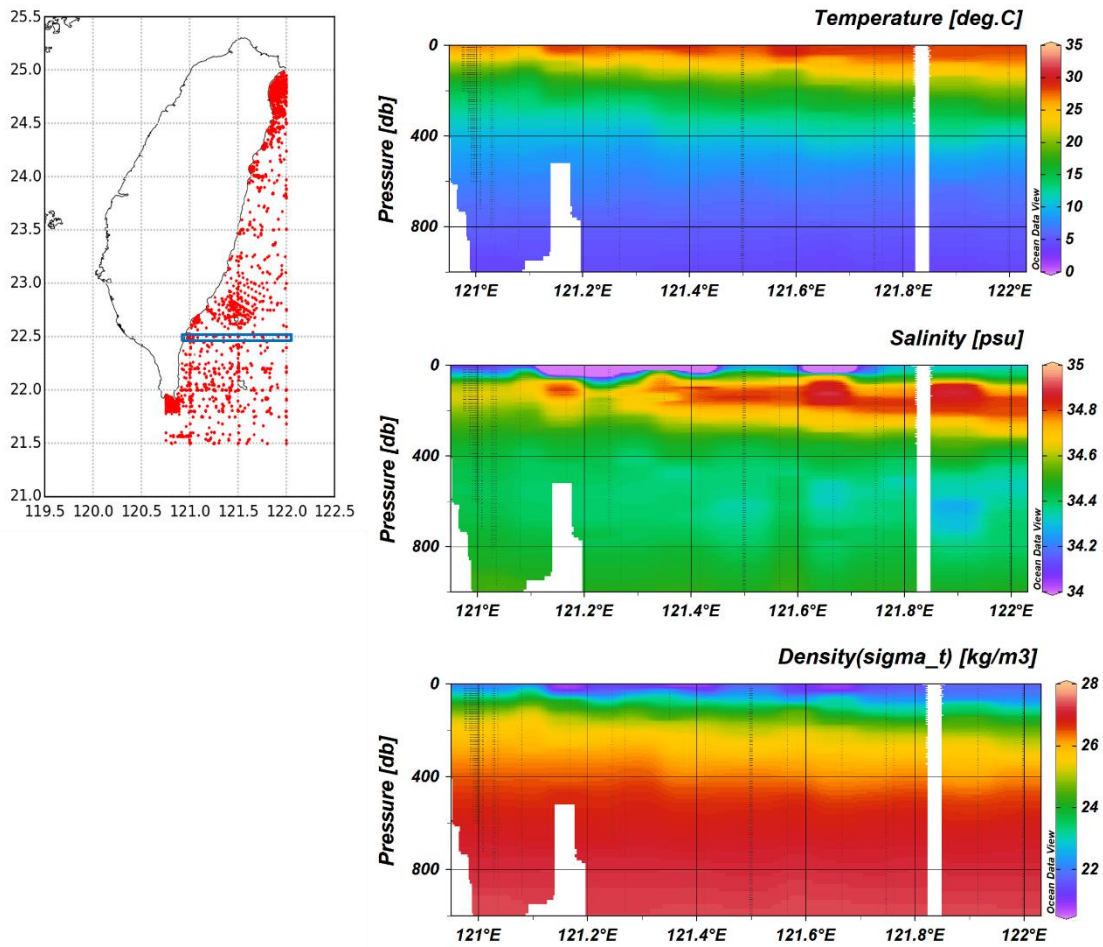 25.5
25.0
24.5
24.0
23.5
23.0
22.5
22.0
21.5
21.0
119.5 120.0 120.5 121.0 121.5 122.0 122.5
Temperature [deg.C]
Pressure [db]
0
400
800
121°E 121.2°E 121.4°E 121.6°E 121.8°E 122°E
Ocean Data View
35
30
25
20
15
10
5
0
Salinity [psu]
Pressure [db]
0
400
800
121°E 121.2°E 121.4°E 121.6°E 121.8°E 122°E
Ocean Data View
35
34.8
34.6
34.4
34.2
34
Density(sigma_t) [kg/m3]
Pressure [db]
0
400
800
121°E 121.2°E 121.4°E 121.6°E 121.8°E 122°E
Ocean Data View
28
26
24
22